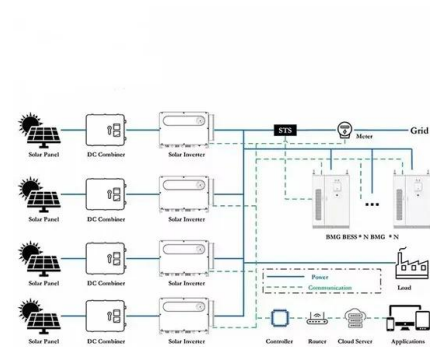 STS
Meter
Grid
Solar Panel
DC Combiner
Solar Inverter
Solar Panel
DC Combiner
Solar Inverter
BMG BESS * N BMG * N
Solar Panel
DC Combiner
Solar Inverter
Power
Communication
Load
Solar Panel
DC Combiner
Solar Inverter
Controller
Router
Cloud Server
Applications